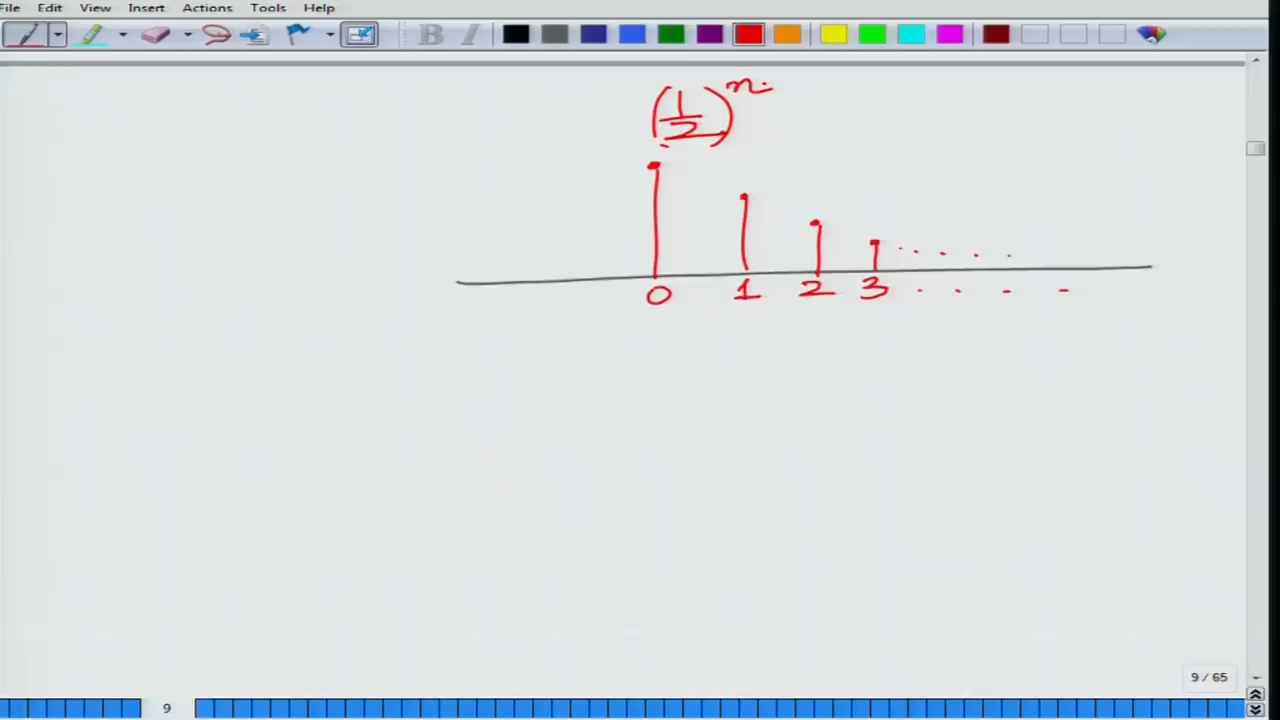 File Edit View Insert Actions Tools Help
B I
(1/2)^n
0 1 2 3 . . . .
9 / 65
9